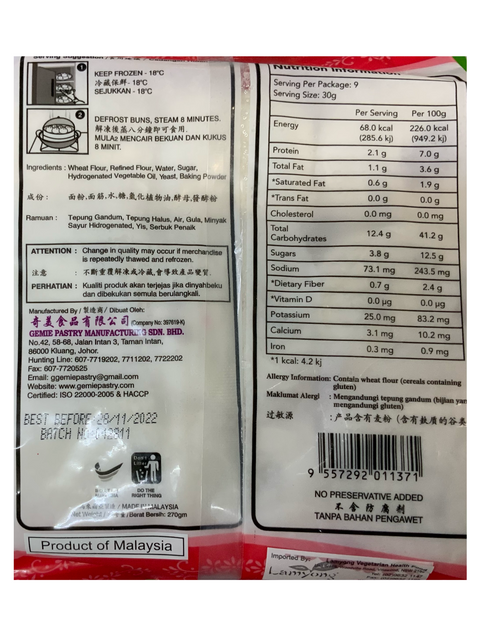 KEEP FROZEN - 18°C
冷藏保鮮 - 18°C
SEJUKKAN - 18°C
DEFROST BUNS, STEAM 8 MINUTES.
解凍後蒸八分鐘即可食用.
MENCAIR BEKUAN DAN KUKUS
8 MINIT.
Ingredients : Wheat Flour, Refined Flour, Water, Sugar,
Hydrogenated Vegetable Oil, Yeast, Baking Powder
成份 : 面粉,面筋,水,糖,氫化植物油,酵母,發酵粉
Ramuan : Tepung Gandum, Tepung Halus, Air, Gula, Minyak
Sayur Hidrogenated, Yis, Serbuk Penaik
ATTENTION : Change in quality may occur if merchandise
is repeatedly thawed and refrozen.
注意 : 不斷重覆解凍或冷藏,會導致產品變質.
PERHATIAN : Kualiti produk akan terjejas jika dinyahbeku
dan dibekukan semula berulangkali.
Manufactured By / 製造商 / Dibuat Oleh:
奇美食品有限公司 (Company No: 397619-K)
GEMIE PASTRY MANUFACTURING SDN. BHD.
No.42, 58-68, Jalan Intan 3, Taman Intan,
86000 Kluang, Johor.
Hunting Line: 607-7719202, 7711202, 7722202
Fax: 607-7720525
Email: ggemiepastry@gmail.com
Website: www.gemiepastry.com
Certified: ISO 22000-2005 & HACCP
BEST BEFORE 28/11/2022
BATCH
DO THE
RIGHT THING
MALAYSIA
Berat Bersih: 270gm
Product of Malaysia
Nutrition Information
Serving Per Package: 9
Serving Size: 30g
Per Serving Per 100g
Energy 68.0 kcal 226.0 kcal
(285.6 kj) (949.2 kj)
Protein 2.1 g 7.0 g
Total Fat 1.1 g 3.6 g
*Saturated Fat 0.6 g 1.9 g
*Trans Fat 0.0 g 0.0 g
Cholesterol 0.0 mg 0.0 mg
Total
Carbohydrates 12.4 g 41.2 g
Sugars 3.8 g 12.5 g
Sodium 73.1 mg 243.5 mg
*Dietary Fiber 0.7 g 2.4 g
*Vitamin D 0.0 µg 0.0 µg
Potassium 25.0 mg 83.2 mg
Calcium 3.1 mg 10.2 mg
Iron 0.3 mg 0.9 mg
*1 kcal: 4.2 kj
Allergy Information: Contain wheat flour (cereals containing
gluten)
Maklumat Alergi : Mengandungi tepung gandum (bijian yan
mengandungi gluten)
过敏源 :产品含有麦粉 (含有麸质的谷类
9 557292 011371
NO PRESERVATIVE ADDED
不含防腐剂
TANPA BAHAN PENGAWET
Imported By:
Lamyong Vegetarian Health Food
Lamyong